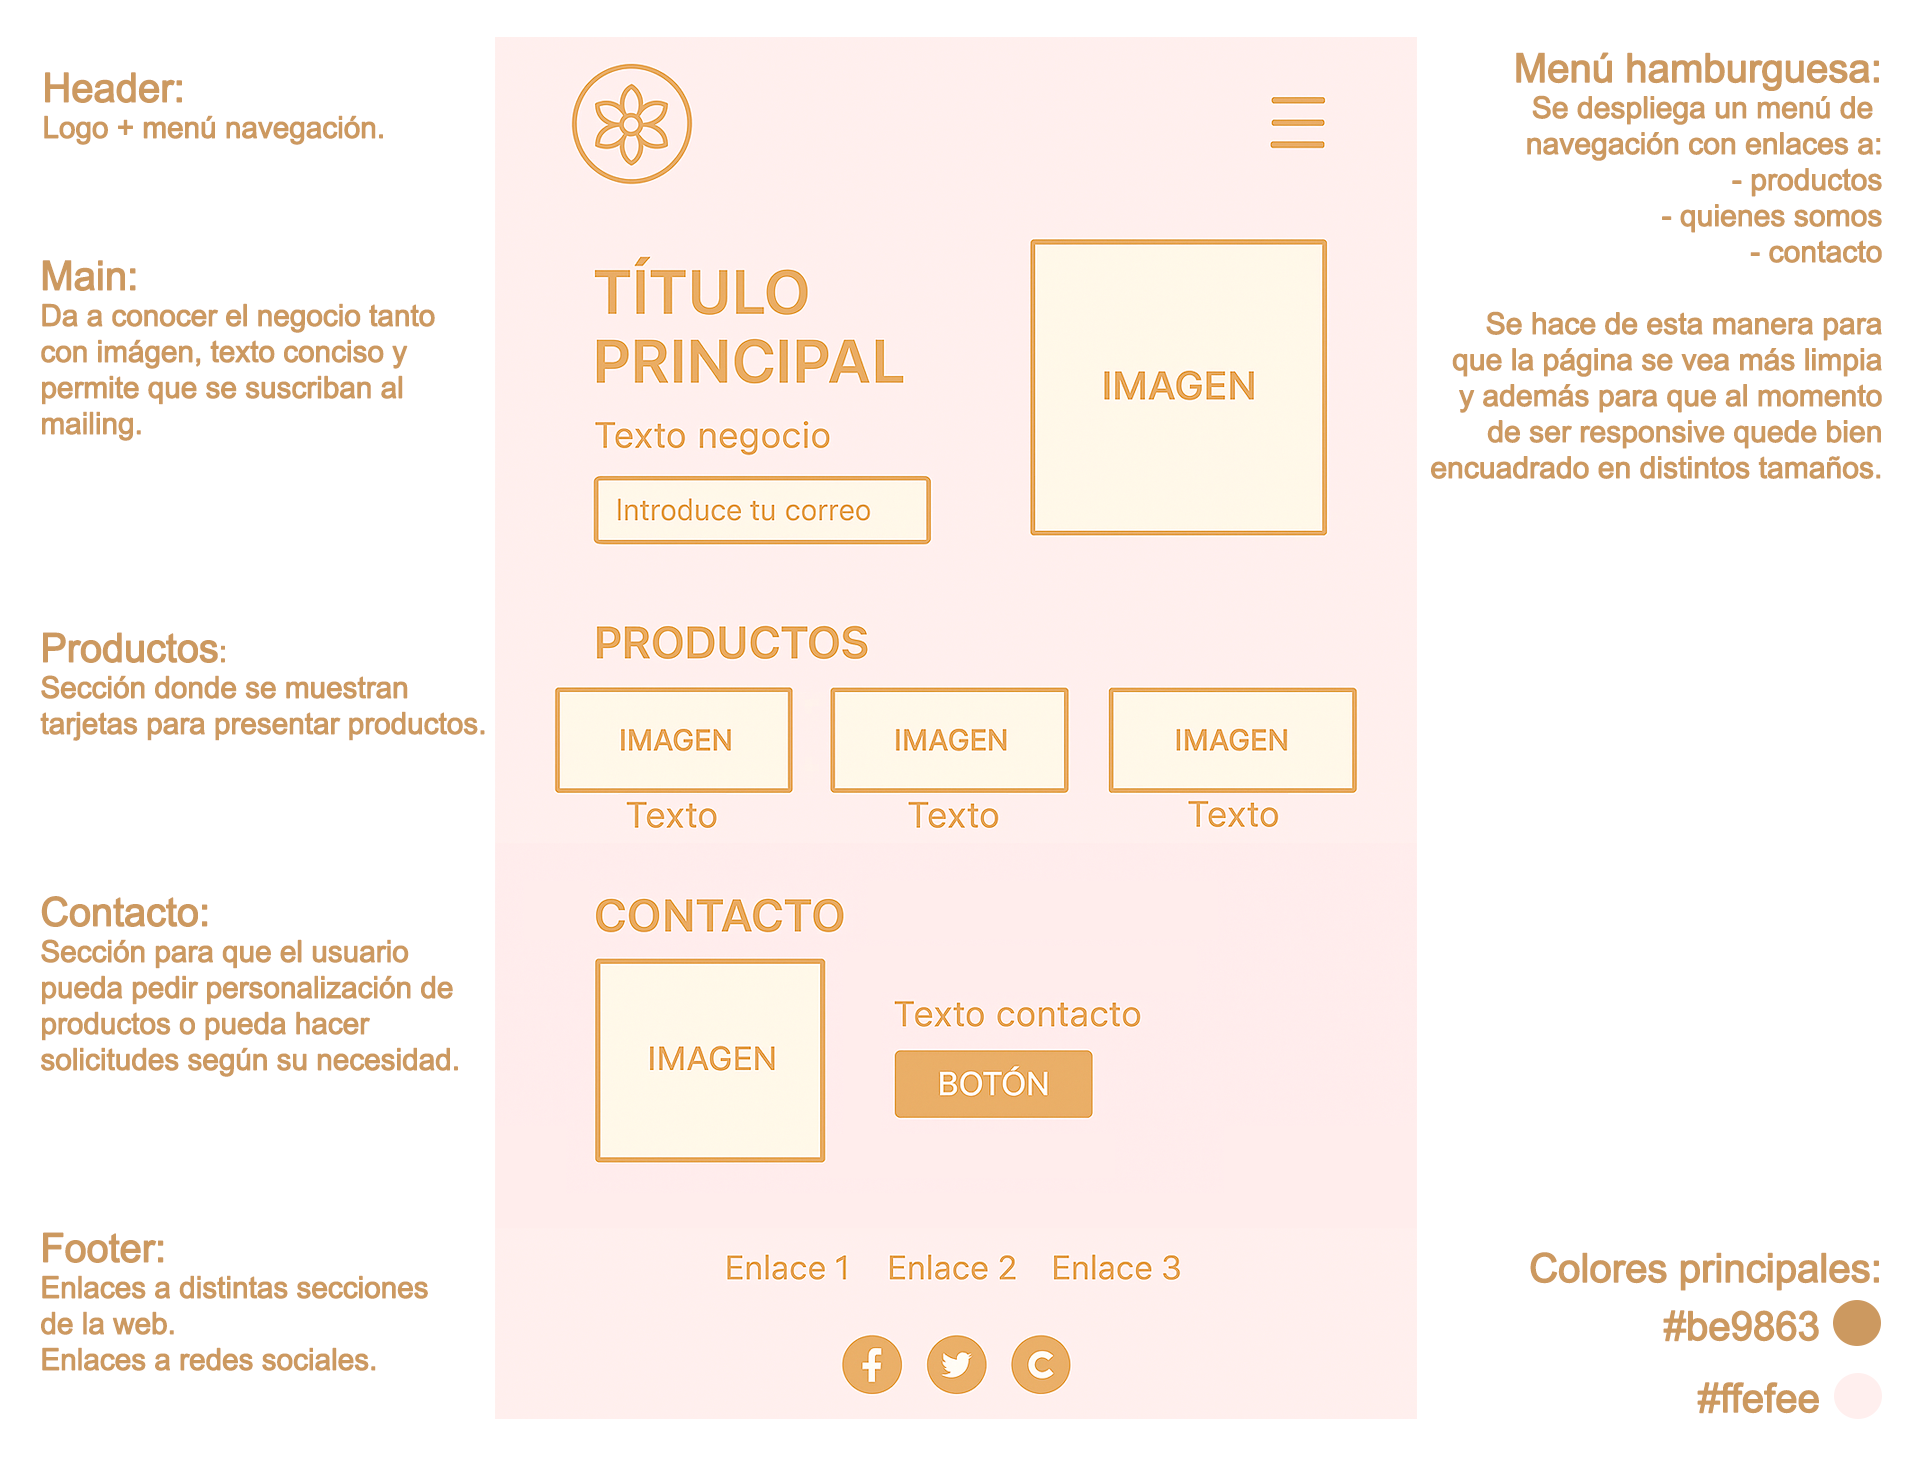 Header:
Logo + menú navegación.
Main:
Da a conocer el negocio tanto
con imágen, texto conciso y
permite que se suscriban al
mailing.
Productos:
Sección donde se muestran
tarjetas para presentar productos.
Contacto:
Sección para que el usuario
pueda pedir personalización de
productos o pueda hacer
solicitudes según su necesidad.
Footer:
Enlaces a distintas secciones
de la web.
Enlaces a redes sociales.
TÍTULO
PRINCIPAL
Texto negocio
Introduce tu correo
IMAGEN
PRODUCTOS
IMAGEN
IMAGEN
IMAGEN
Texto
Texto
Texto
CONTACTO
IMAGEN
Texto contacto
BOTÓN
Enlace 1
Enlace 2
Enlace 3
Menú hamburguesa:
Se despliega un menú de
navegación con enlaces a:
- productos
- quienes somos
- contacto
Se hace de esta manera para
que la página se vea más limpia
y además para que al momento
de ser responsive quede bien
encuadrado en distintos tamaños.
Colores principales:
#be9863
#ffefee